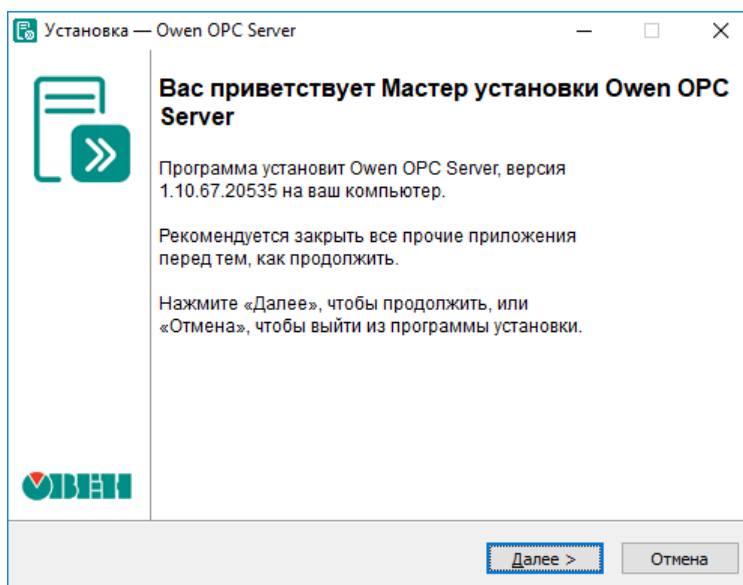 Установка — Owen OPC Server
Вас приветствует Мастер установки Owen OPC
Server
Программа установит Owen OPC Server, версия
1.10.67.20535 на ваш компьютер.
Рекомендуется закрыть все прочие приложения
перед тем, как продолжить.
Нажмите «Далее», чтобы продолжить, или
«Отмена», чтобы выйти из программы установки.
ОВЕН
Далее >
Отмена